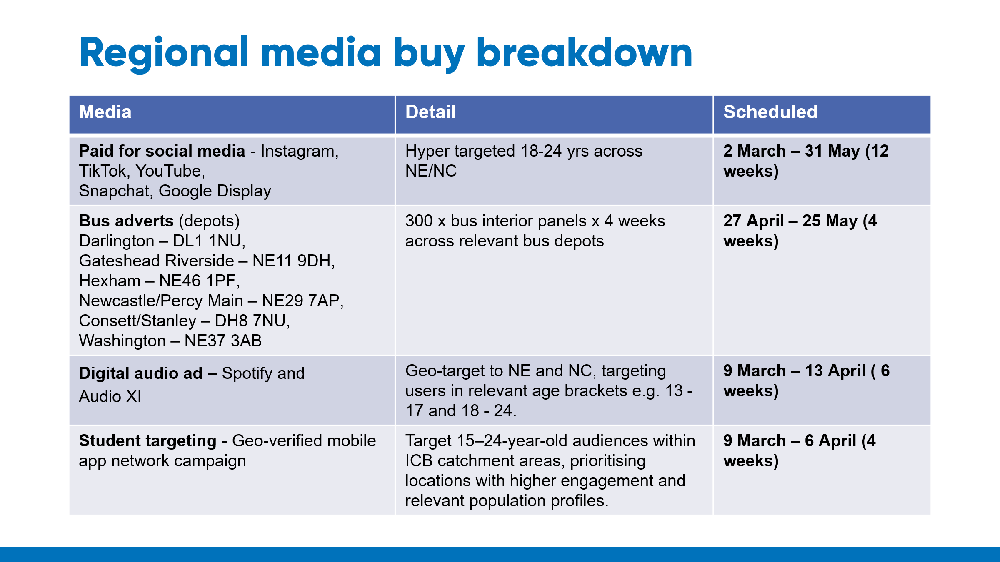 Regional media buy breakdown
Media
Detail
Scheduled
Paid for social media - Instagram,
TikTok, YouTube,
Snapchat, Google Display
Hyper targeted 18-24 yrs across
NE/NC
2 March – 31 May (12
weeks)
Bus adverts (depots)
Darlington – DL1 1NU,
Gateshead Riverside – NE11 9DH,
Hexham – NE46 1PF,
Newcastle/Percy Main – NE29 7AP,
Consett/Stanley – DH8 7NU,
Washington – NE37 3AB
300 x bus interior panels x 4 weeks
across relevant bus depots
27 April – 25 May (4
weeks)
Digital audio ad – Spotify and
Audio XI
Geo-target to NE and NC, targeting
users in relevant age brackets e.g. 13 -
17 and 18 - 24.
9 March – 13 April ( 6
weeks)
Student targeting - Geo-verified mobile
app network campaign
Target 15–24-year-old audiences within
ICB catchment areas, prioritising
locations with higher engagement and
relevant population profiles.
9 March – 6 April (4
weeks)